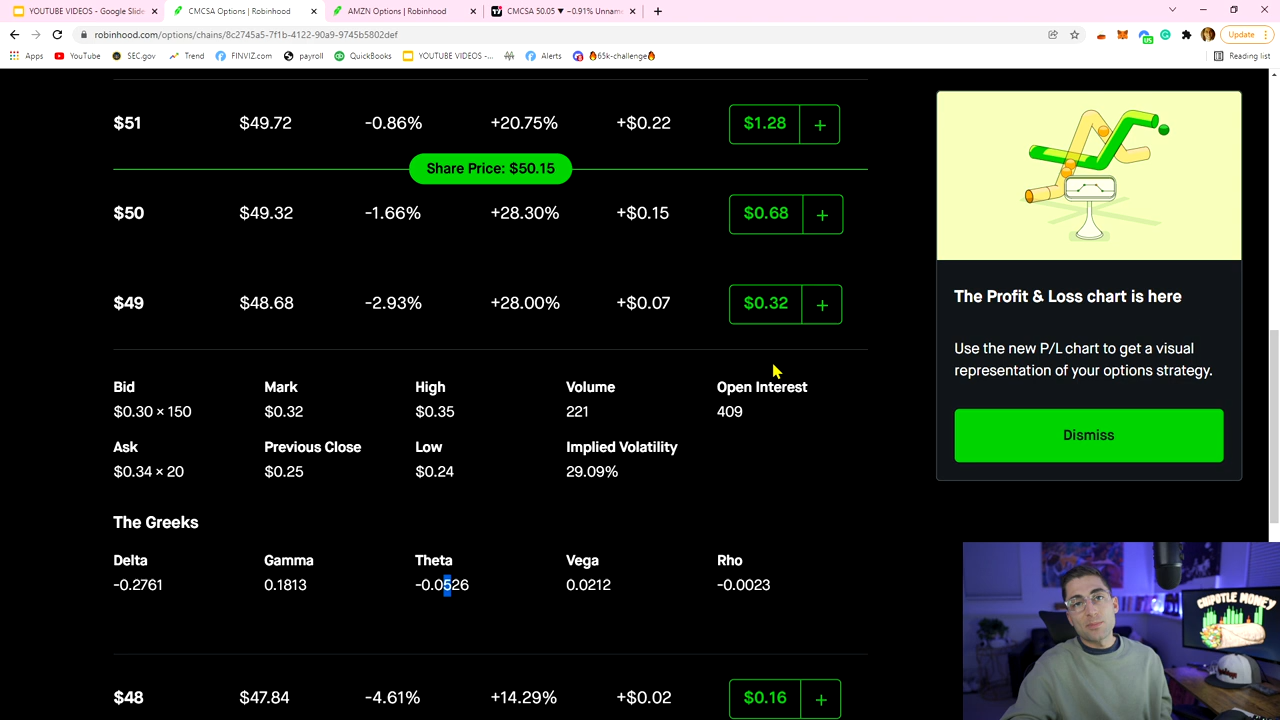 YOUTUBE VIDEOS - Google Slide
CMCSA Options | Robinhood
AMZN Options | Robinhood
CMCSA 50.05 ▼ −0.91% Unnam
robinhood.com/options/chains/8c2745a5-7f1b-4122-90a9-9745b5802def
Update
Apps
YouTube
SEC.gov
Trend
FINVIZ.com
payroll
QuickBooks
YOUTUBE VIDEOS -...
Alerts
🔥65k-challenge🔥
Reading list
$51 $49.72 -0.86% +20.75% +$0.22 $1.28 +
Share Price: $50.15
$50 $49.32 -1.66% +28.30% +$0.15 $0.68 +
$49 $48.68 -2.93% +28.00% +$0.07 $0.32 +
Bid Mark High Volume Open Interest
$0.30 × 150 $0.32 $0.35 221 409
Ask Previous Close Low Implied Volatility
$0.34 × 20 $0.25 $0.24 29.09%
The Greeks
Delta Gamma Theta Vega Rho
-0.2761 0.1813 -0.0526 0.0212 -0.0023
$48 $47.84 -4.61% +14.29% +$0.02 $0.16 +
The Profit & Loss chart is here
Use the new P/L chart to get a visual
representation of your options strategy.
Dismiss
CHIPOTLE MONEY